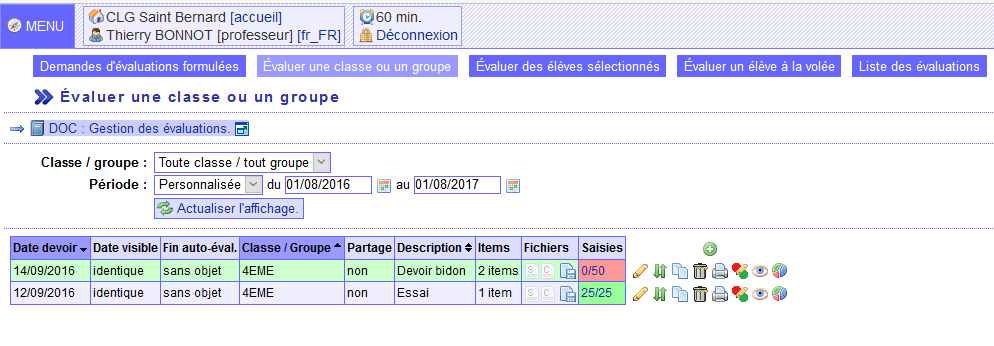 MENU
CLG Saint Bernard [accueil]
Thierry BONNOT [professeur] [fr_FR]
60 min.
Déconnexion
Demandes d'évaluations formulées
Évaluer une classe ou un groupe
Évaluer des élèves sélectionnés
Évaluer un élève à la volée
Liste des évaluations
Évaluer une classe ou un groupe
DOC : Gestion des évaluations.
Classe / groupe : Toute classe / tout groupe
Période : Personnalisée du 01/08/2016 au 01/08/2017
Actualiser l'affichage.
Date devoir Date visible Fin auto-éval. Classe / Groupe Partage Description Items Fichiers Saisies
14/09/2016 identique sans objet 4EME non Devoir bidon 2 items S C 0/50
12/09/2016 identique sans objet 4EME non Essai 1 item S C 25/25